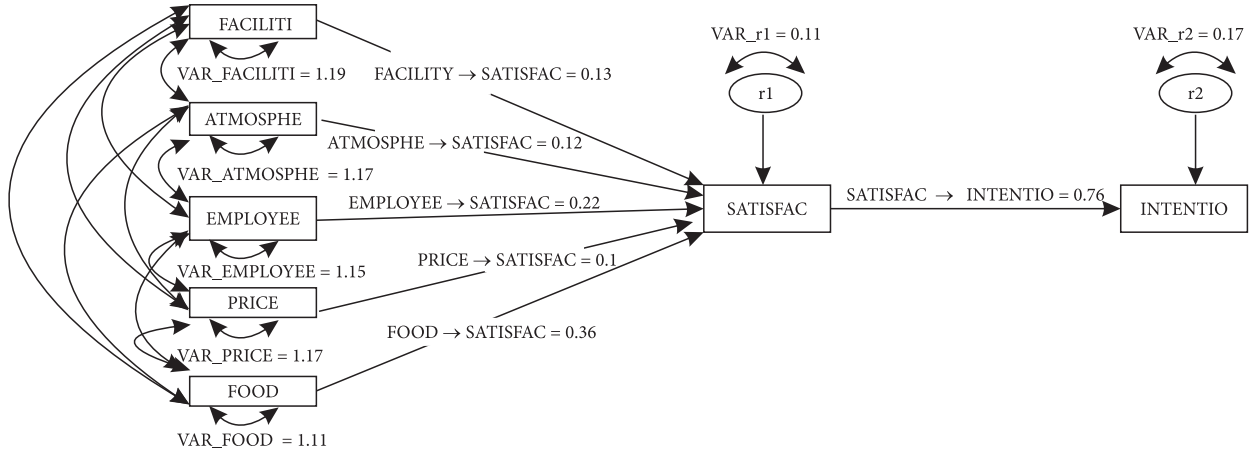 FACILITI
VAR_FACILITI = 1.19
FACILITY → SATISFAC = 0.13
ATMOSPHE
ATMOSPHE → SATISFAC = 0.12
VAR_ATMOSPHE = 1.17
EMPLOYEE
EMPLOYEE → SATISFAC = 0.22
VAR_EMPLOYEE = 1.15
PRICE
PRICE → SATISFAC = 0.1
VAR_PRICE = 1.17
FOOD → SATISFAC = 0.36
FOOD
VAR_FOOD = 1.11
VAR_r1 = 0.11
r1
SATISFAC
SATISFAC → INTENTIO = 0.76
VAR_r2 = 0.17
r2
INTENTIO